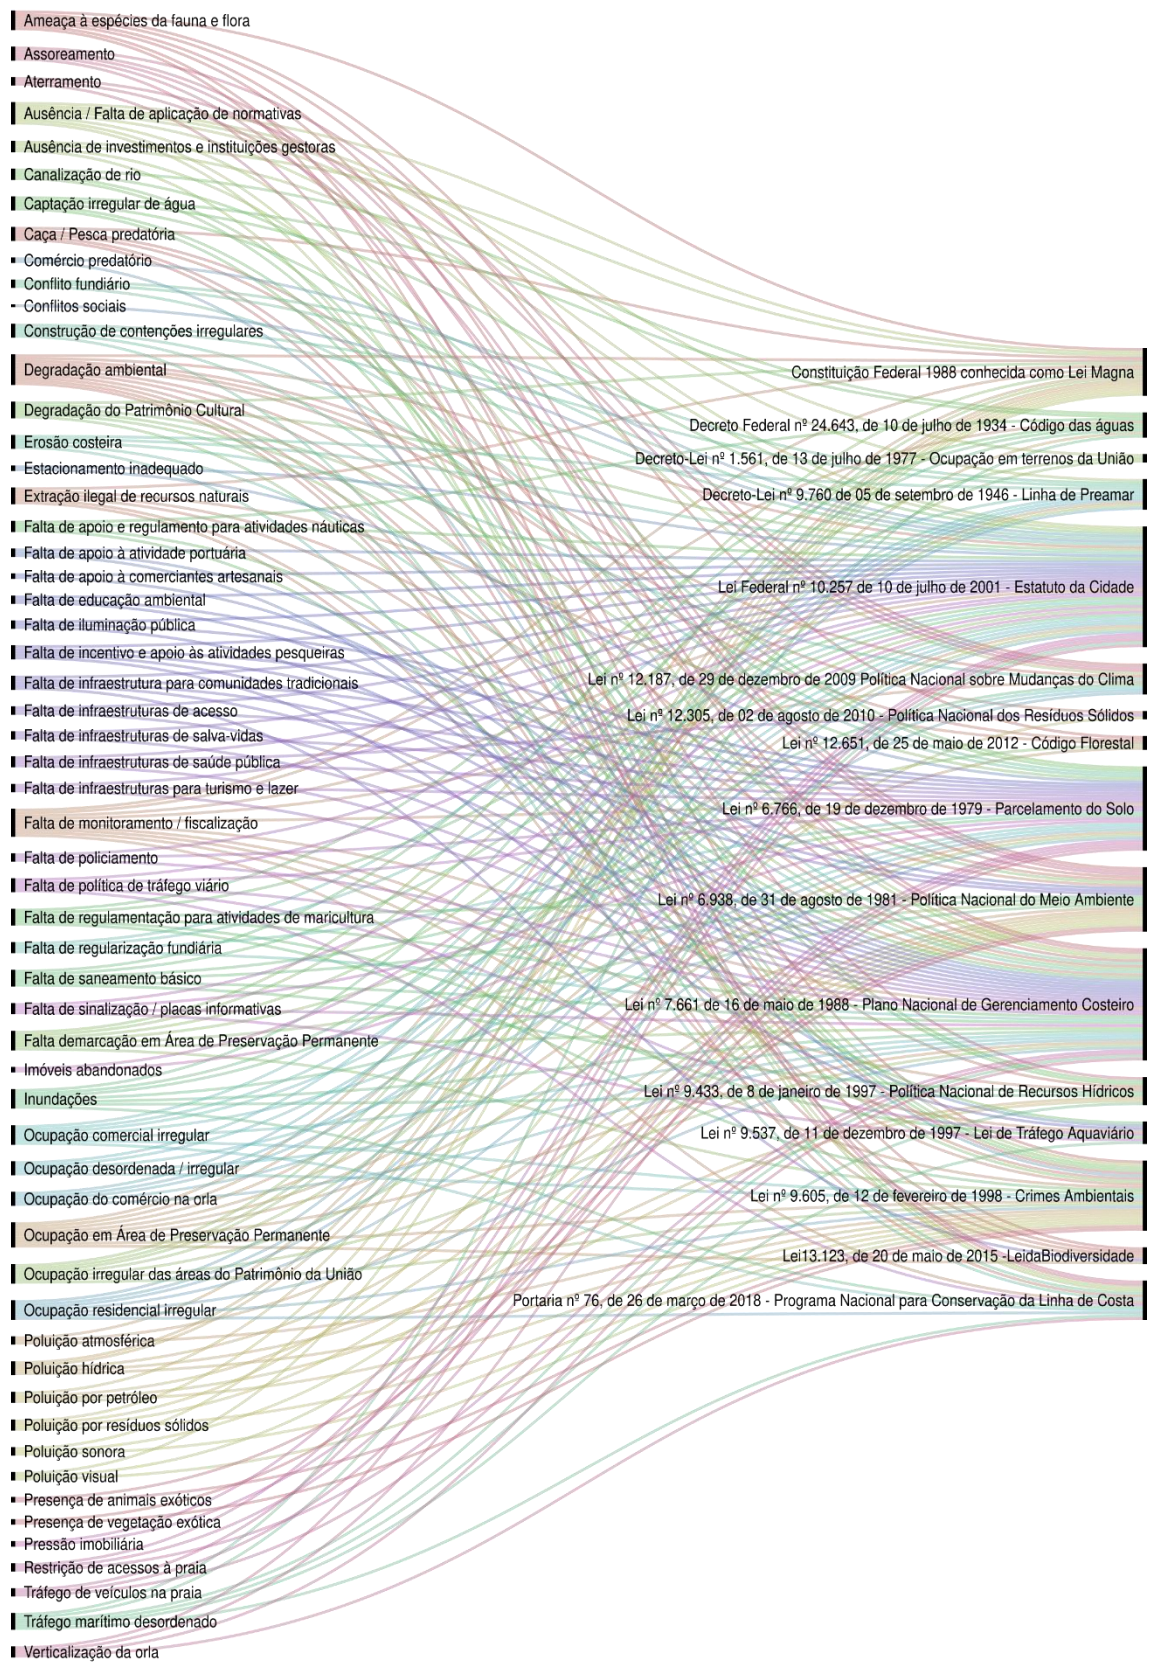 Ameaça à espécies da fauna e flora
Assoreamento
Aterramento
Ausência / Falta de aplicação de normativas
Ausência de investimentos e instituições gestoras
Canalização de rio
Captação irregular de água
Caça / Pesca predatória
Comércio predatório
Conflito fundiário
Conflitos sociais
Construção de contenções irregulares
Degradação ambiental
Degradação do Patrimônio Cultural
Erosão costeira
Estacionamento inadequado
Extração ilegal de recursos naturais
Falta de apoio e regulamento para atividades náuticas
Falta de apoio à atividade portuária
Falta de apoio à comerciantes artesanais
Falta de educação ambiental
Falta de iluminação pública
Falta de incentivo e apoio às atividades pesqueiras
Falta de infraestrutura para comunidades tradicionais
Falta de infraestruturas de acesso
Falta de infraestruturas de salva-vidas
Falta de infraestruturas de saúde pública
Falta de infraestruturas para turismo e lazer
Falta de monitoramento / fiscalização
Falta de policiamento
Falta de política de tráfego viário
Falta de regulamentação para atividades de maricultura
Falta de regularização fundiária
Falta de saneamento básico
Falta de sinalização / placas informativas
Falta demarcação em Área de Preservação Permanente
Imóveis abandonados
Inundações
Ocupação comercial irregular
Ocupação desordenada / irregular
Ocupação do comércio na orla
Ocupação em Área de Preservação Permanente
Ocupação irregular das áreas do Patrimônio da União
Ocupação residencial irregular
Poluição atmosférica
Poluição hídrica
Poluição por petróleo
Poluição por resíduos sólidos
Poluição sonora
Poluição visual
Presença de animais exóticos
Presença de vegetação exótica
Pressão imobiliária
Restrição de acessos à praia
Tráfego de veículos na praia
Tráfego marítimo desordenado
Verticalização da orla
Constituição Federal 1988 conhecida como Lei Magna
Decreto Federal nº 24.643, de 10 de julho de 1934 - Código das águas
Decreto-Lei nº 1.561, de 13 de julho de 1977 - Ocupação em terrenos da União
Decreto-Lei nº 9.760 de 05 de setembro de 1946 - Linha de Preamar
Lei Federal nº 10.257 de 10 de julho de 2001 - Estatuto da Cidade
Lei nº 12.187, de 29 de dezembro de 2009 Política Nacional sobre Mudanças do Clima
Lei nº 12.305, de 02 de agosto de 2010 - Política Nacional dos Resíduos Sólidos
Lei nº 12.651, de 25 de maio de 2012 - Código Florestal
Lei nº 6.766, de 19 de dezembro de 1979 - Parcelamento do Solo
Lei nº 6.938, de 31 de agosto de 1981 - Política Nacional do Meio Ambiente
Lei nº 7.661 de 16 de maio de 1988 - Plano Nacional de Gerenciamento Costeiro
Lei nº 9.433, de 8 de janeiro de 1997 - Política Nacional de Recursos Hídricos
Lei nº 9.537, de 11 de dezembro de 1997 - Lei de Tráfego Aquaviário
Lei nº 9.605, de 12 de fevereiro de 1998 - Crimes Ambientais
Lei13.123, de 20 de maio de 2015 -LeidaBiodiversidade
Portaria nº 76, de 26 de março de 2018 - Programa Nacional para Conservação da Linha de Costa